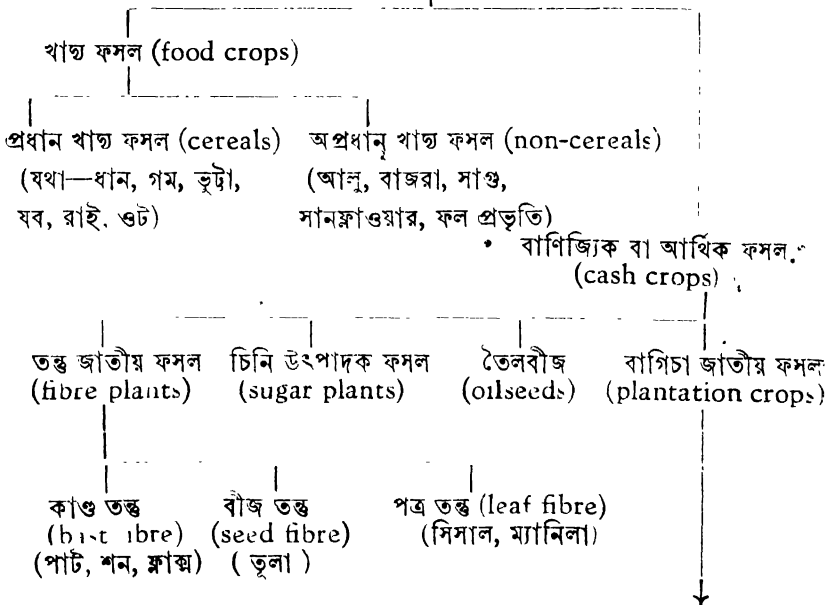 খাদ্য ফসল (food crops)
প্রধান খাদ্য ফসল (cereals) অপ্রধান খাদ্য ফসল (non-cereals)
(যথা—ধান, গম, ভুট্টা, (আলু, বাজরা, সাগু,
যব, রাই. ওট) সানফ্লাওয়ার, ফল প্রভৃতি)
বাণিজ্যিক বা আর্থিক ফসল.
(cash crops)
তন্তু জাতীয় ফসল চিনি উৎপাদক ফসল তৈলবীজ বাগিচা জাতীয় ফসল
(fibre plants) (sugar plants) (oilseeds) (plantation crops)
কাণ্ড তন্তু বীজ তন্তু পত্র তন্তু (leaf fibre)
(seed fibre) (সিসাল, ম্যানিলা)
(পাট, শন, ফ্লাক্স) (তুলা)